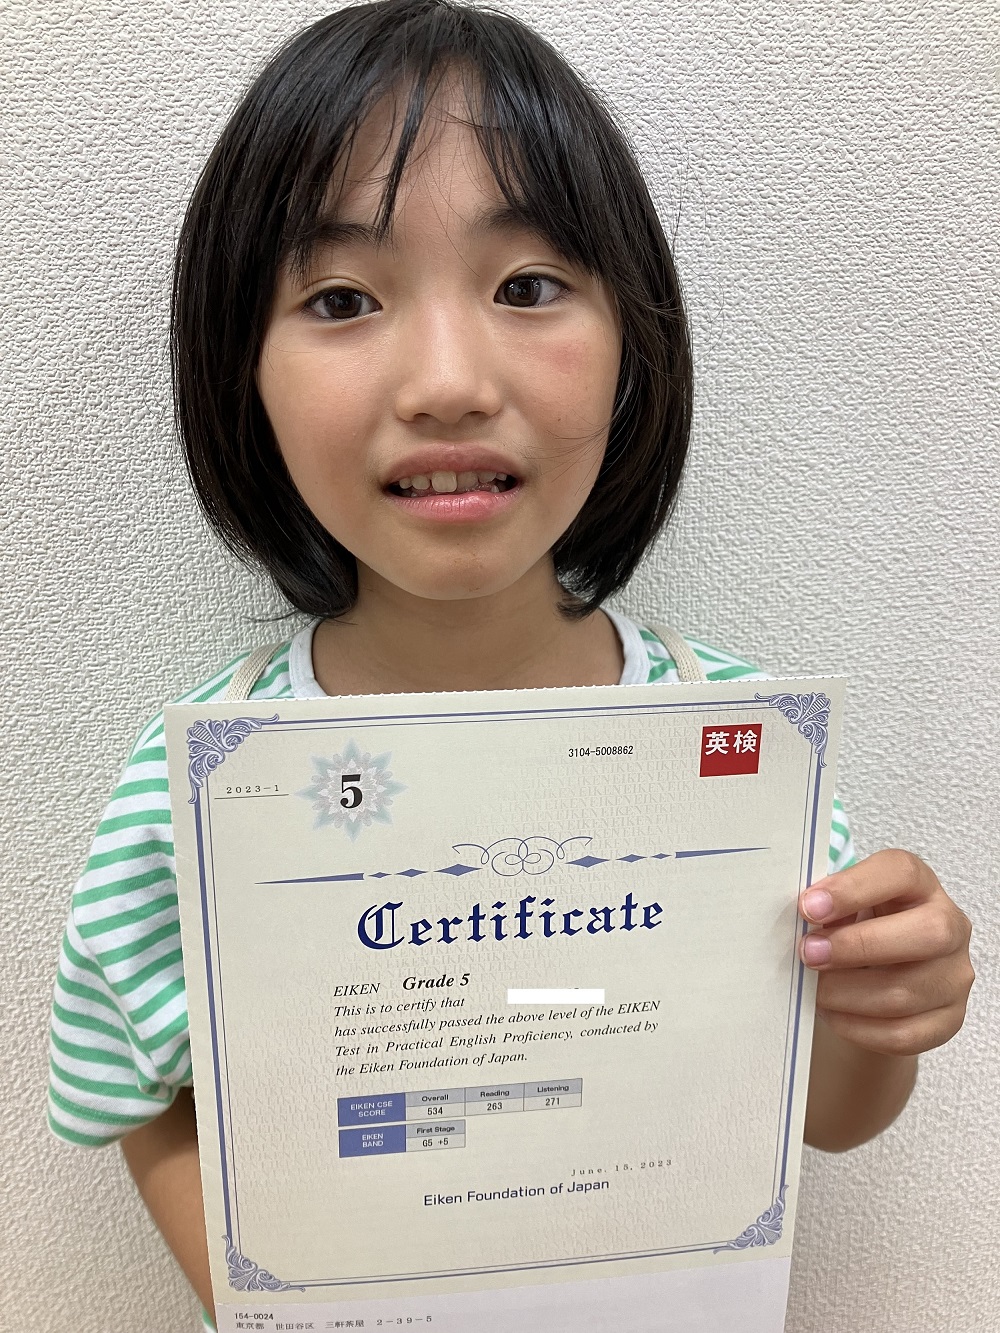 2023-1
5
3104-5008862
英検
Certificate
EIKEN Grade 5
This is to certify that
has successfully passed the above level of the EIKEN
Test in Practical English Proficiency, conducted by
the Eiken Foundation of Japan.
EIKEN CSE SCORE
Overall Reading Listening
534 263 271
EIKEN BAND
First Stage
G5 +5
June. 15, 2023
Eiken Foundation of Japan
154-0024
東京都 世田谷区 三軒茶屋 2-39-5